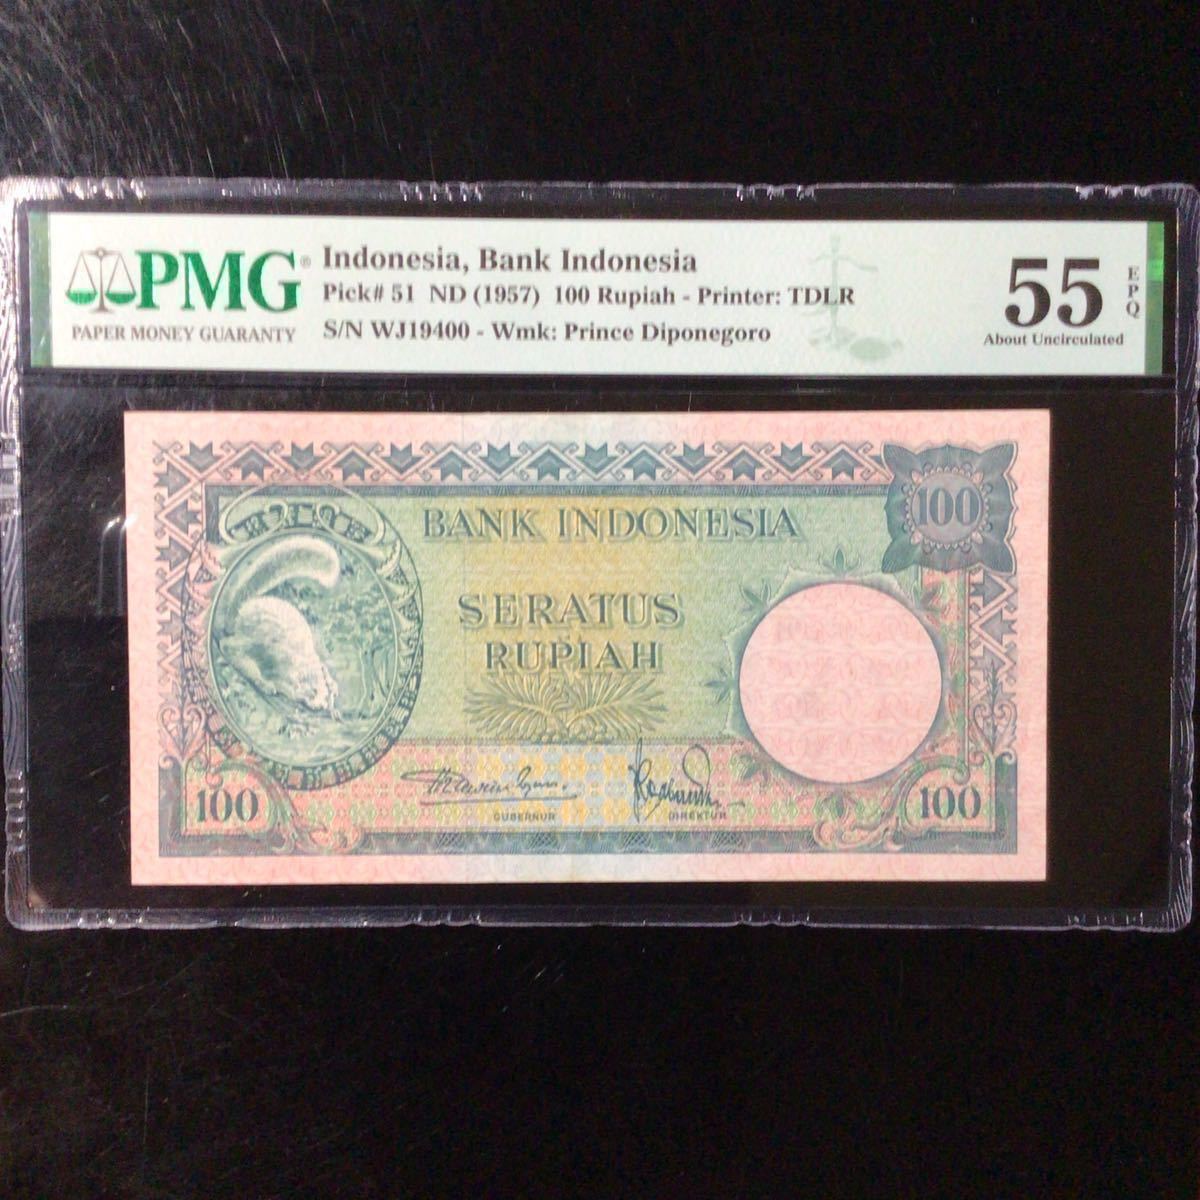 PMG®
PAPER MONEY GUARANTY
Indonesia, Bank Indonesia
Pick# 51 ND (1957) 100 Rupiah - Printer: TDLR
S/N WJ19400 - Wmk: Prince Diponegoro
55
EPQ
About Uncirculated
100
BANK INDONESIA
SERATUS
RUPIAH
GUBERNUR
DIREKTUR
100
100